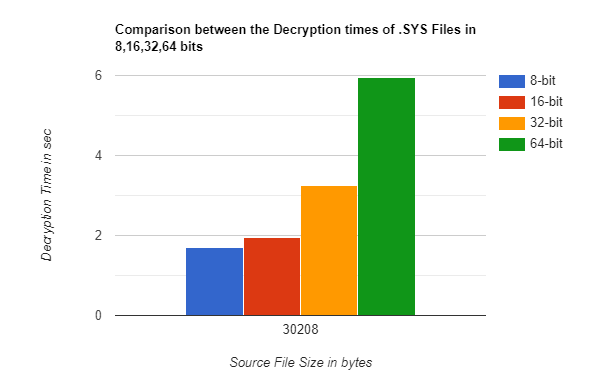 Comparison between the Decryption times of .SYS Files in
8,16,32,64 bits
6
4
2
0
Decryption Time in sec
30208
Source File Size in bytes
8-bit
16-bit
32-bit
64-bit